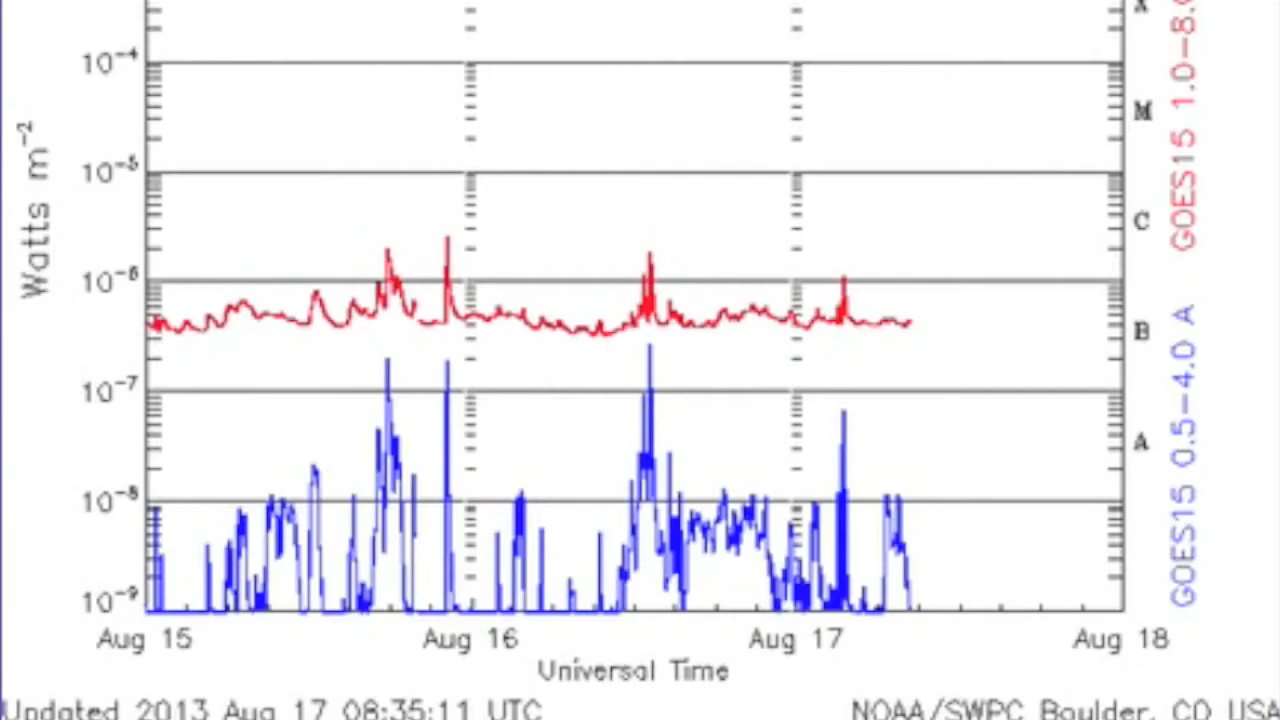 10⁻⁴
10⁻⁵
10⁻⁶
10⁻⁷
10⁻⁸
10⁻⁹
Watts m⁻²
Aug 15
Aug 16
Aug 17
Aug 18
Universal Time
X
M
C
B
A
GOES15 1.0-8.0
GOES15 0.5-4.0 A
Updated 2013 Aug 17 08:35:11 UTC
NOAA/SWPC Boulder, CO USA